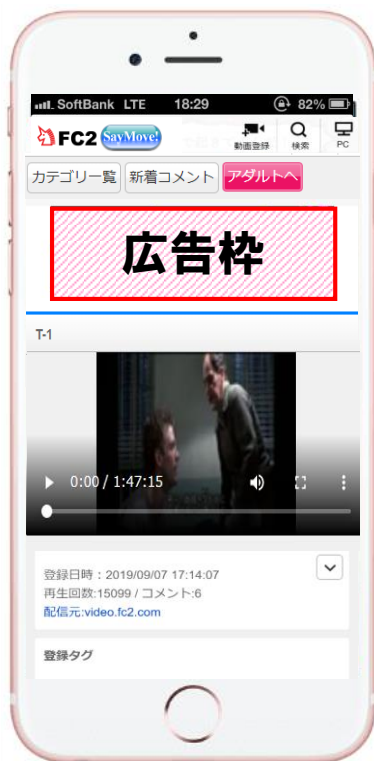 SoftBank LTE 18:29 82%
FC2 SayMove!
動画登録 検索 PC
カテゴリ一覧 新着コメント アダルトへ
広告枠
T-1
0:00 / 1:47:15
登録日時：2019/09/07 17:14:07
再生回数:15099 / コメント:6
配信元:video.fc2.com
登録タグ